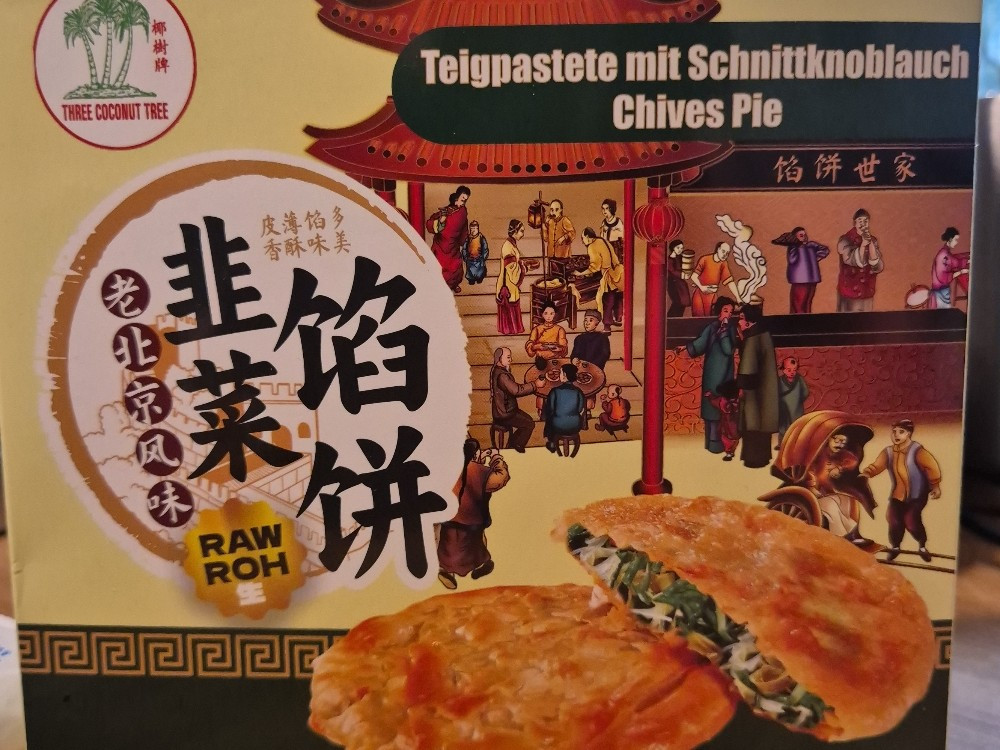 椰樹牌
THREE COCONUT TREE
Teigpastete mit Schnittknoblauch
Chives Pie
馅饼世家
皮薄馅多
香酥味美
老北京风味
韭菜
馅饼
RAW
ROH
生